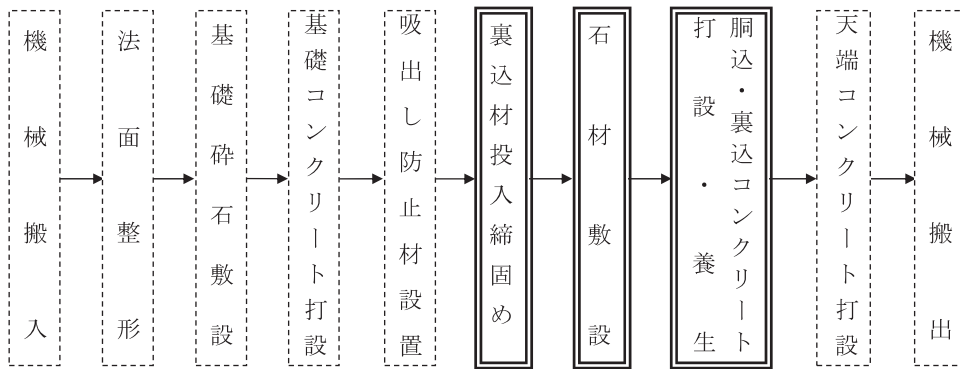 機械搬入
法面整形
基礎砕石敷設
基礎コンクリート打設
吸出し防止材設置
裏込材投入締固め
石材敷設
胴込・裏込コンクリート
打設・養生
天端コンクリート打設
機械搬出